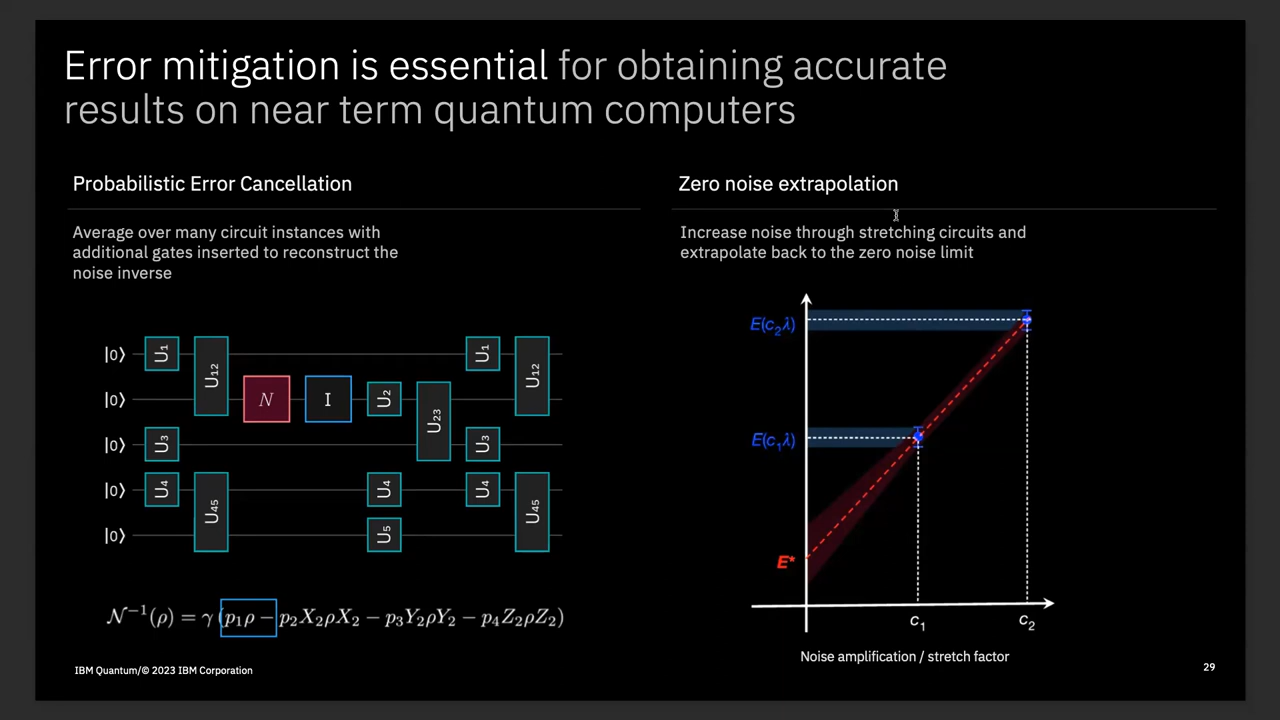 Error mitigation is essential for obtaining accurate
results on near term quantum computers
Probabilistic Error Cancellation
Average over many circuit instances with
additional gates inserted to reconstruct the
noise inverse
|0⟩ U₁ U₁₂ U₁ U₁₂
|0⟩ N I U₂ U₂₃
|0⟩ U₃ U₃
|0⟩ U₄ U₄₅ U₄ U₄ U₄₅
|0⟩ U₅
𝒩⁻¹(ρ) = γ (p₁ρ − p₂X₂ρX₂ − p₃Y₂ρY₂ − p₄Z₂ρZ₂)
Zero noise extrapolation
Increase noise through stretching circuits and
extrapolate back to the zero noise limit
E(c₂λ)
E(c₁λ)
E*
c₁ c₂
Noise amplification / stretch factor
IBM Quantum/© 2023 IBM Corporation
29